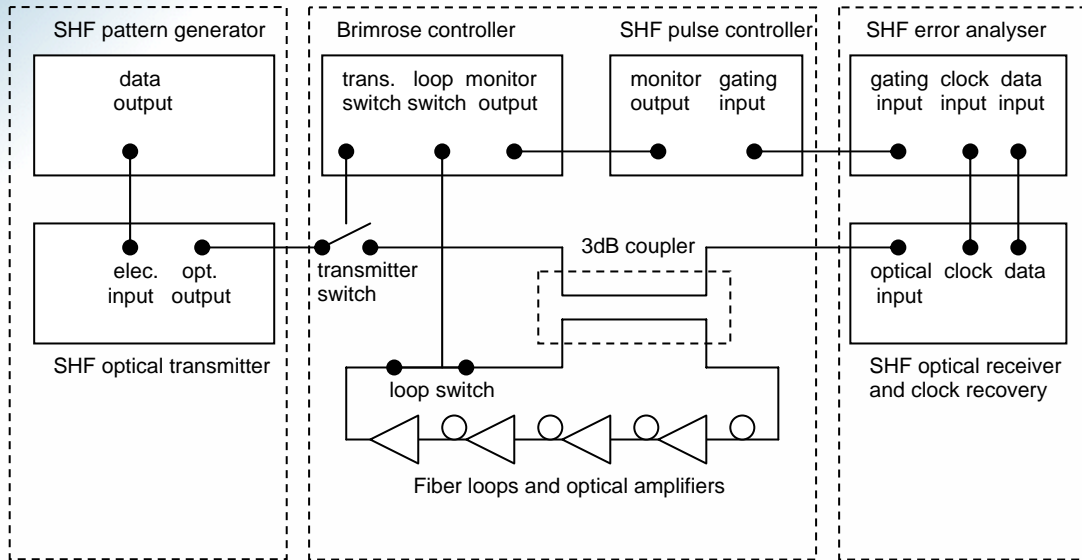 SHF pattern generator
data
output
elec.
input
opt.
output
SHF optical transmitter
Brimrose controller
trans.
switch
loop
switch
monitor
output
SHF pulse controller
monitor
output
gating
input
transmitter
switch
3dB coupler
loop switch
Fiber loops and optical amplifiers
SHF error analyser
gating
input
clock
input
data
input
optical
input
clock
data
SHF optical receiver
and clock recovery